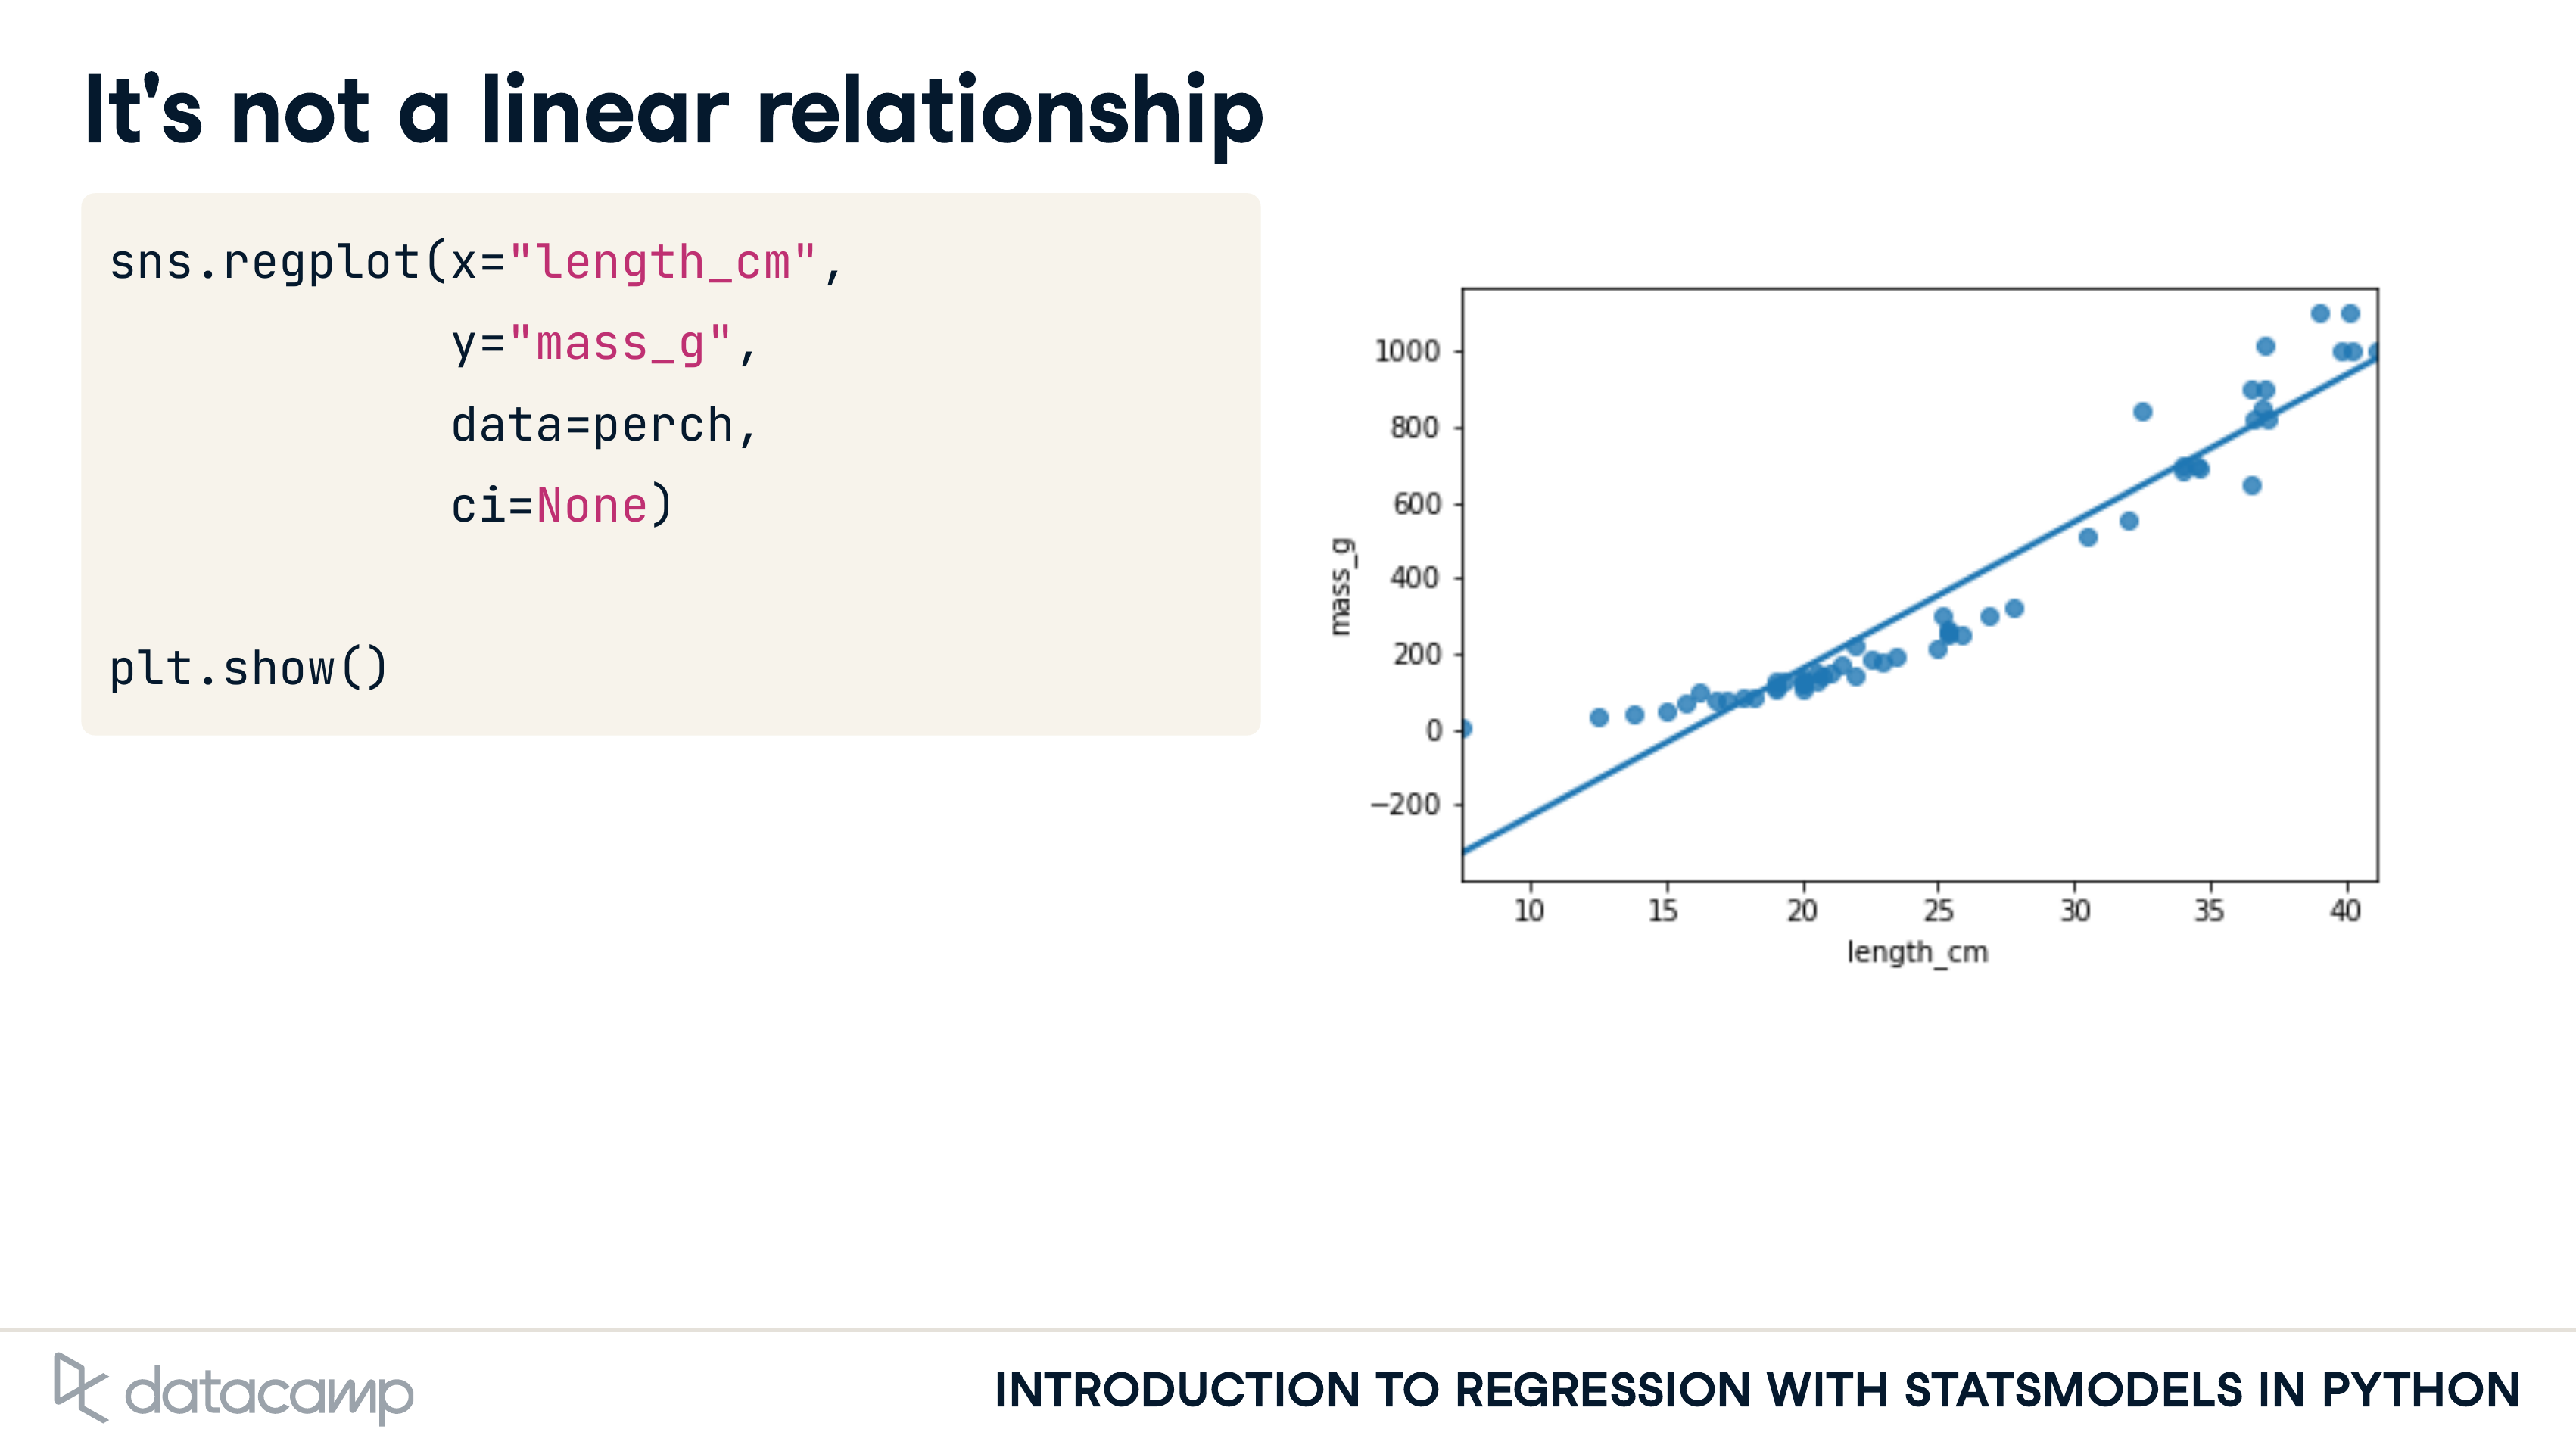 It's not a linear relationship
sns.regplot(x="length_cm",
y="mass_g",
data=perch,
ci=None)
plt.show()
1000
800
600
400
200
0
−200
mass_g
10 15 20 25 30 35 40
length_cm
datacamp
INTRODUCTION TO REGRESSION WITH STATSMODELS IN PYTHON